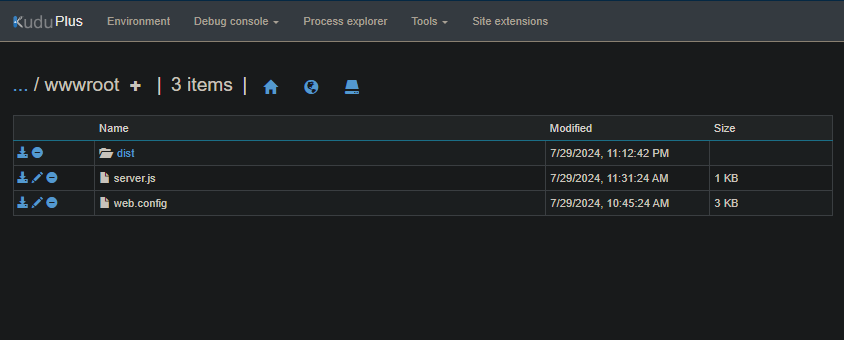 KuduPlus Environment Debug console Process explorer Tools Site extensions
... / wwwroot + | 3 items |
Name Modified Size
dist 7/29/2024, 11:12:42 PM
server.js 7/29/2024, 11:31:24 AM 1 KB
web.config 7/29/2024, 10:45:24 AM 3 KB